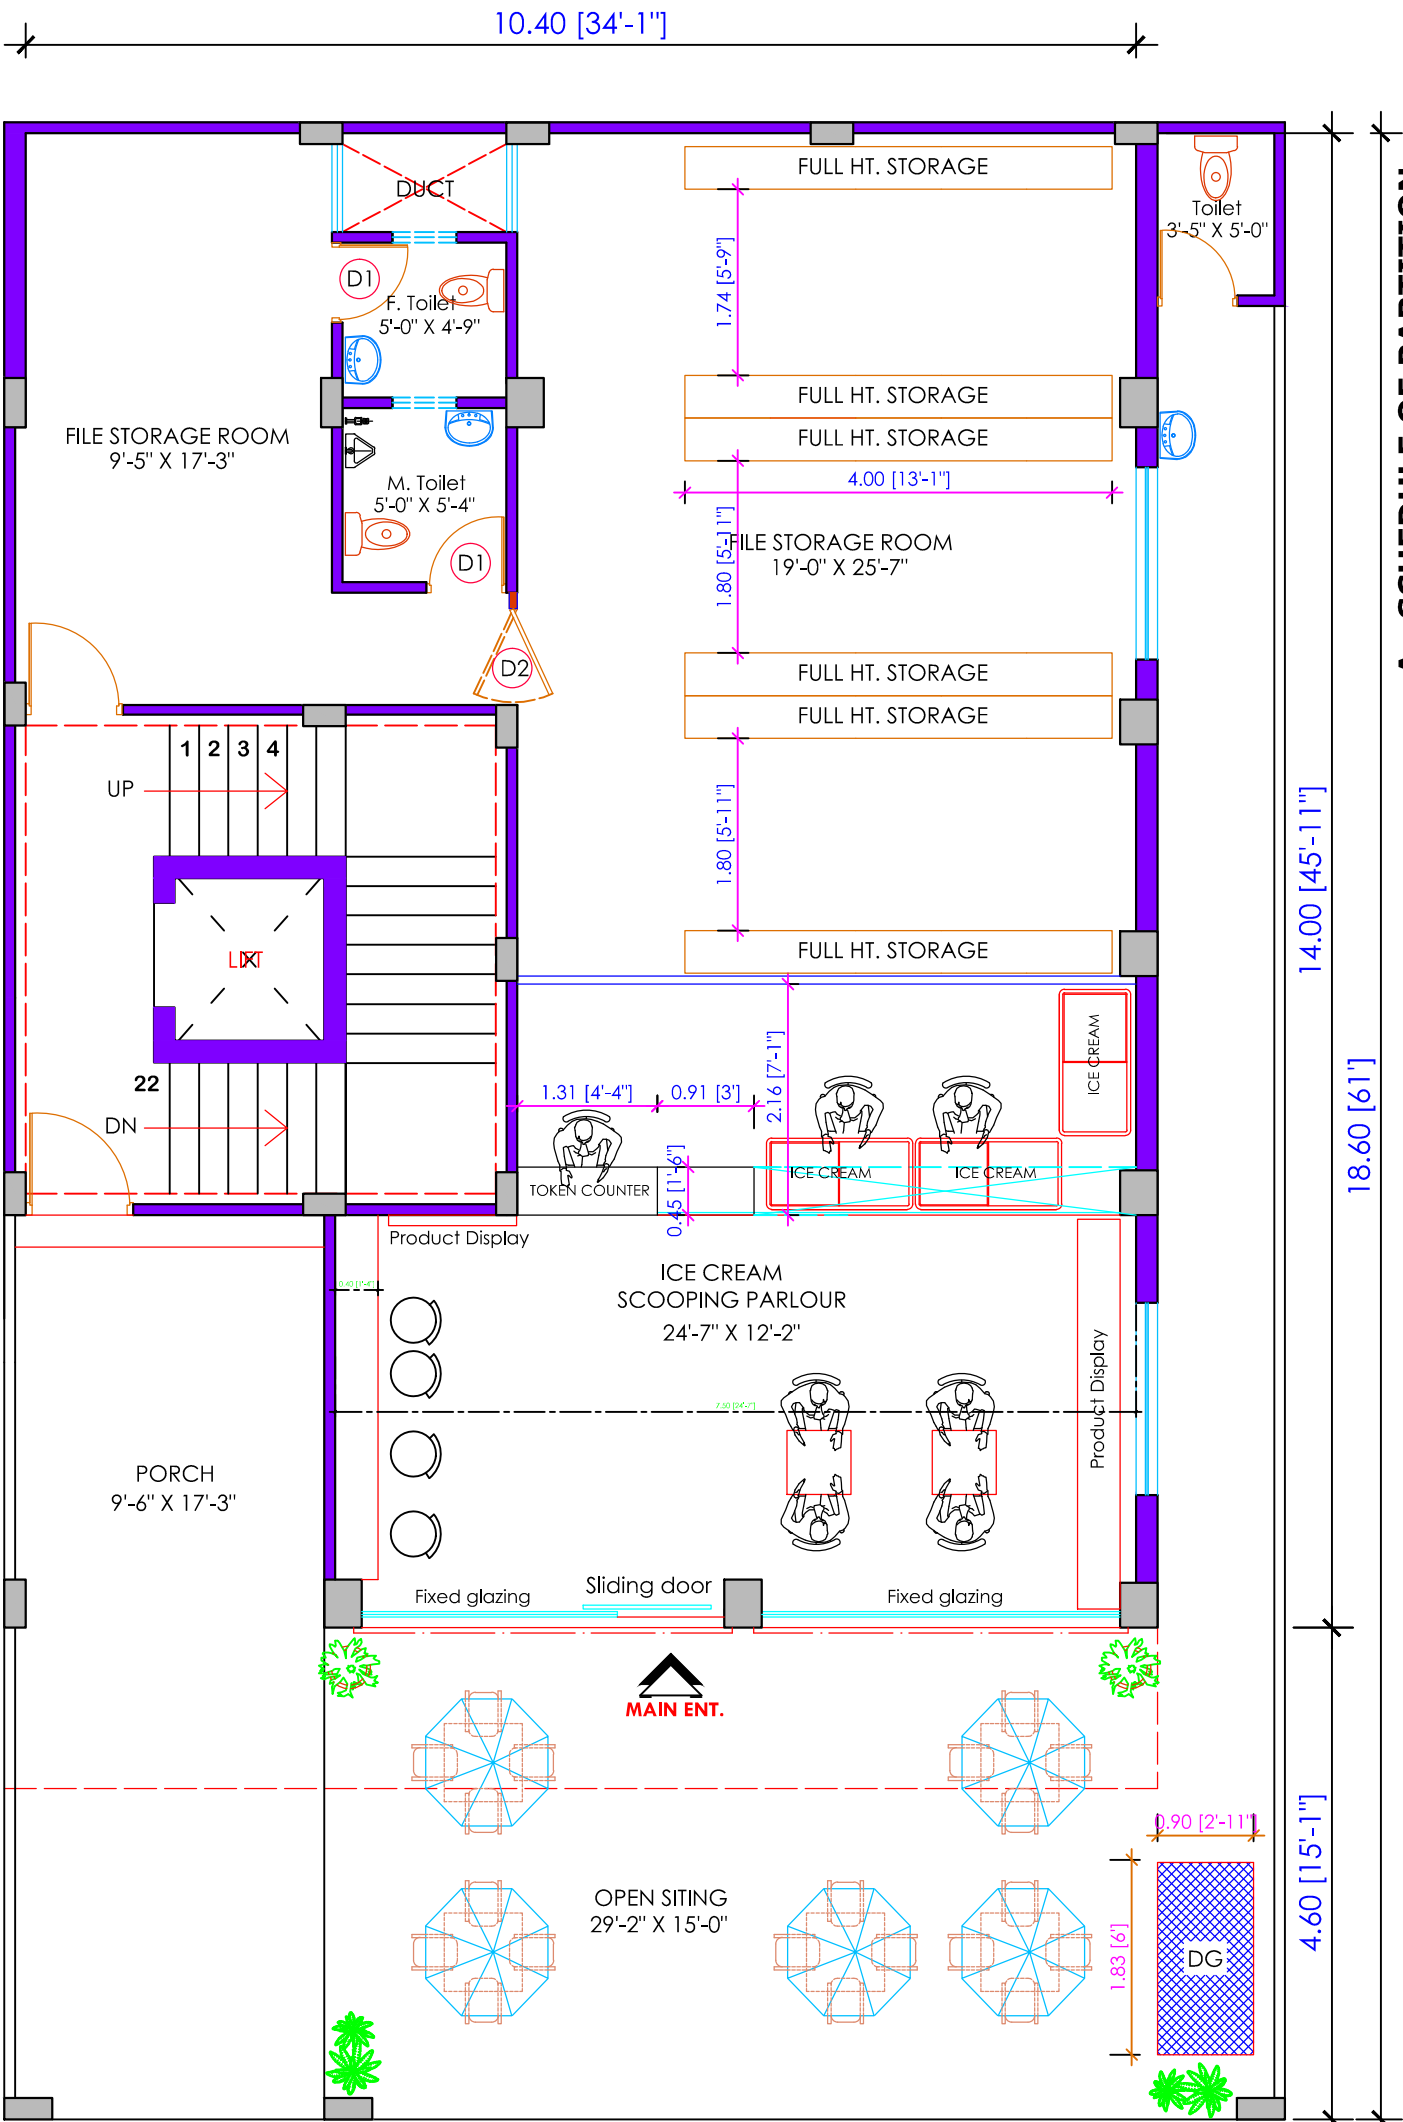 10.40 [34'-1"]
FULL HT. STORAGE
DUCT
Toilet
3'-5" X 5'-0"
1.74 [5'-9"]
D1
F. Toilet
5'-0" X 4'-9"
FULL HT. STORAGE
FULL HT. STORAGE
FILE STORAGE ROOM
9'-5" X 17'-3"
4.00 [13'-1"]
M. Toilet
5'-0" X 5'-4"
D1
1.80 [5'-11"]
FILE STORAGE ROOM
19'-0" X 25'-7"
D2
FULL HT. STORAGE
FULL HT. STORAGE
1 2 3 4
UP
1.80 [5'-11"]
14.00 [45'-11"]
18.60 [61']
LIFT
FULL HT. STORAGE
22
DN
1.31 [4'-4"]
0.91 [3']
2.16 [7'-1"]
ICE CREAM
0.45 [1'-6"]
TOKEN COUNTER
ICE CREAM
ICE CREAM
Product Display
0.40 [1'-4"]
ICE CREAM
SCOOPING PARLOUR
24'-7" X 12'-2"
Product Display
7.50 [24'-7"]
PORCH
9'-6" X 17'-3"
Fixed glazing
Sliding door
Fixed glazing
MAIN ENT.
0.90 [2'-11"]
4.60 [15'-1"]
OPEN SITING
29'-2" X 15'-0"
1.83 [6']
DG